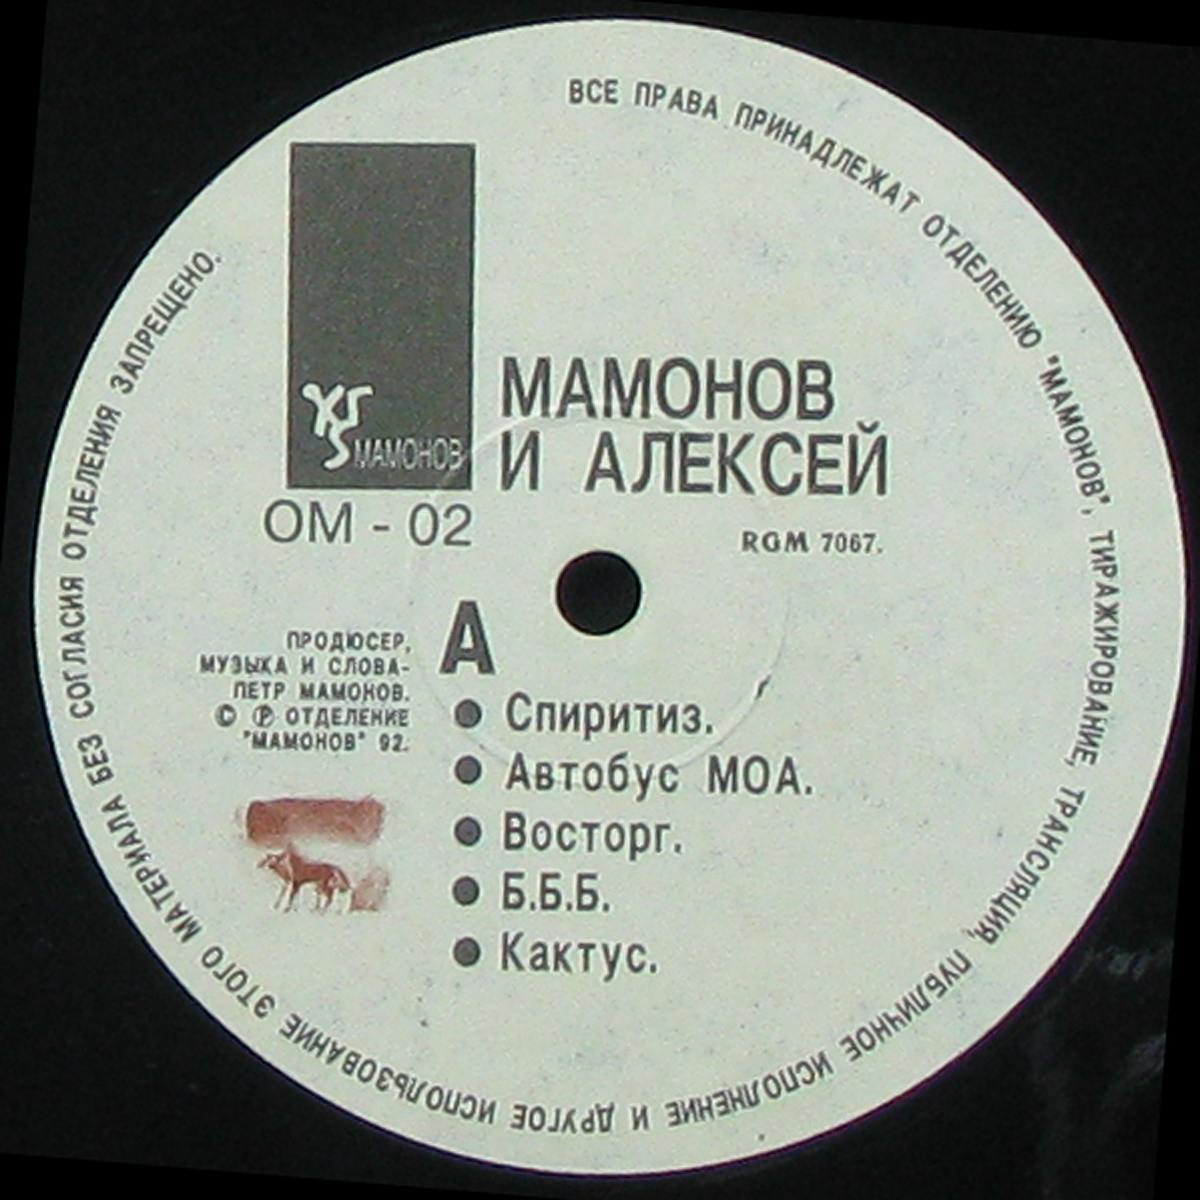 ВСЕ ПРАВА ПРИНАДЛЕЖАТ ОТДЕЛЕНИЮ "МАМОНОВ", ТИРАЖИРОВАНИЕ, ТРАНСЛЯЦИЯ, ПУБЛИЧНОЕ ИСПОЛНЕНИЕ И ДРУГОЕ ИСПОЛЬЗОВАНИЕ ЭТОГО МАТЕРИАЛА БЕЗ СОГЛАСИЯ ОТДЕЛЕНИЯ ЗАПРЕЩЕНО.
МАМОНОВ
ОМ - 02
МАМОНОВ
И АЛЕКСЕЙ
RGM 7067.
ПРОДЮСЕР,
МУЗЫКА И СЛОВА-
ПЕТР МАМОНОВ.
© ℗ ОТДЕЛЕНИЕ
"МАМОНОВ" 92.
А
● Спиритиз.
● Автобус МОА.
● Восторг.
● Б.Б.Б.
● Кактус.